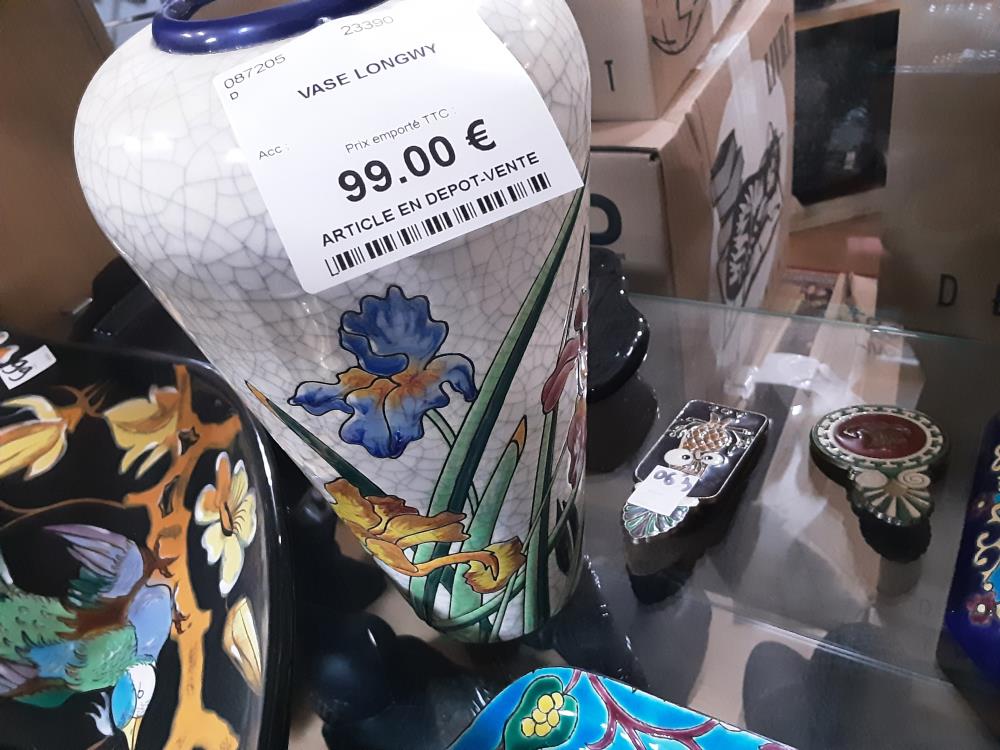 23390
087205
D
VASE LONGWY
Acc :
Prix emporté TTC :
99.00 €
ARTICLE EN DEPOT-VENTE
T
D